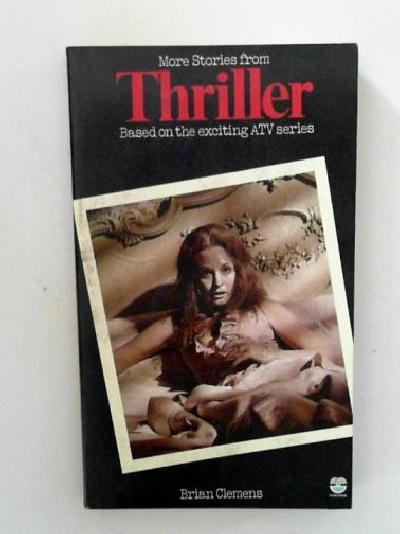 More Stories from
Thriller
Based on the exciting ATV series
Brian Clemens